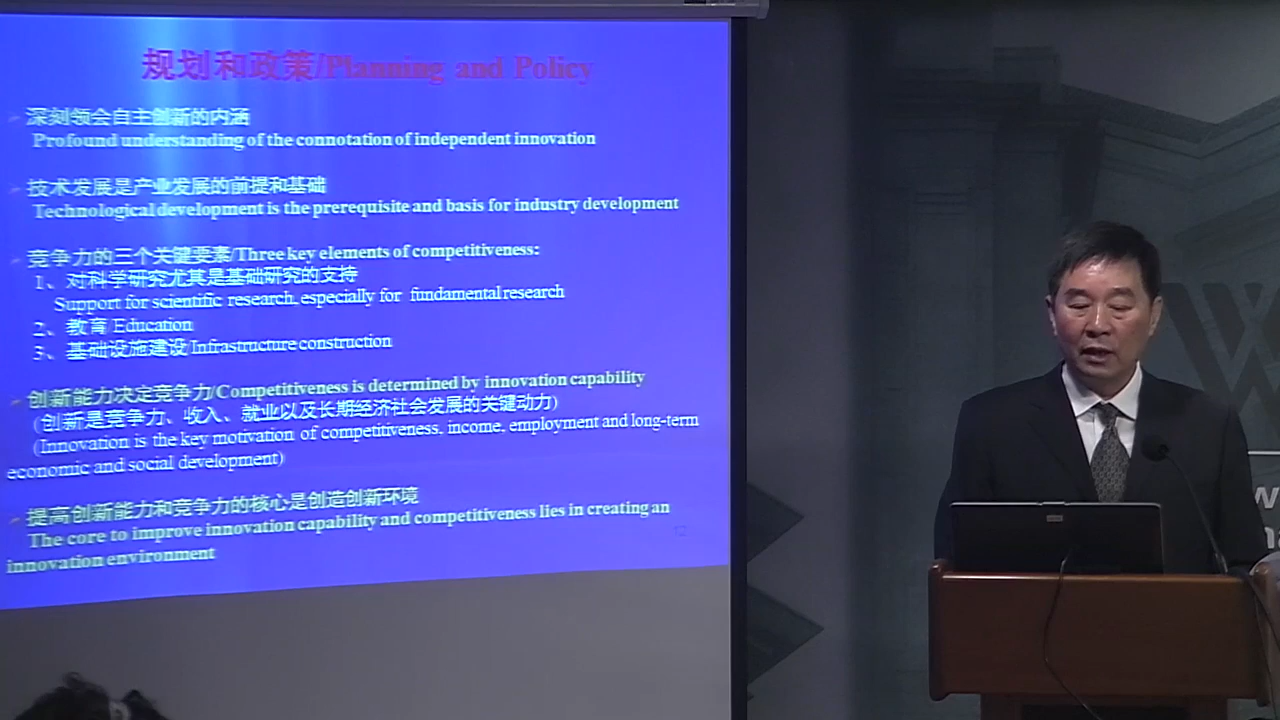 规划和政策/Planning and Policy
深刻领会自主创新的内涵
Profound understanding of the connotation of independent innovation
技术发展是产业发展的前提和基础
Technological development is the prerequisite and basis for industry development
竞争力的三个关键要素/Three key elements of competitiveness:
1、对科学研究尤其是基础研究的支持
Support for scientific research, especially for fundamental research
2、教育 Education
3、基础设施建设 Infrastructure construction
创新能力决定竞争力/Competitiveness is determined by innovation capability
(创新是竞争力、收入、就业以及长期经济社会发展的关键动力)
(Innovation is the key motivation of competitiveness, income, employment and long-term
economic and social development)
提高创新能力和竞争力的核心是创造创新环境
The core to improve innovation capability and competitiveness lies in creating an
innovation environment
12
W